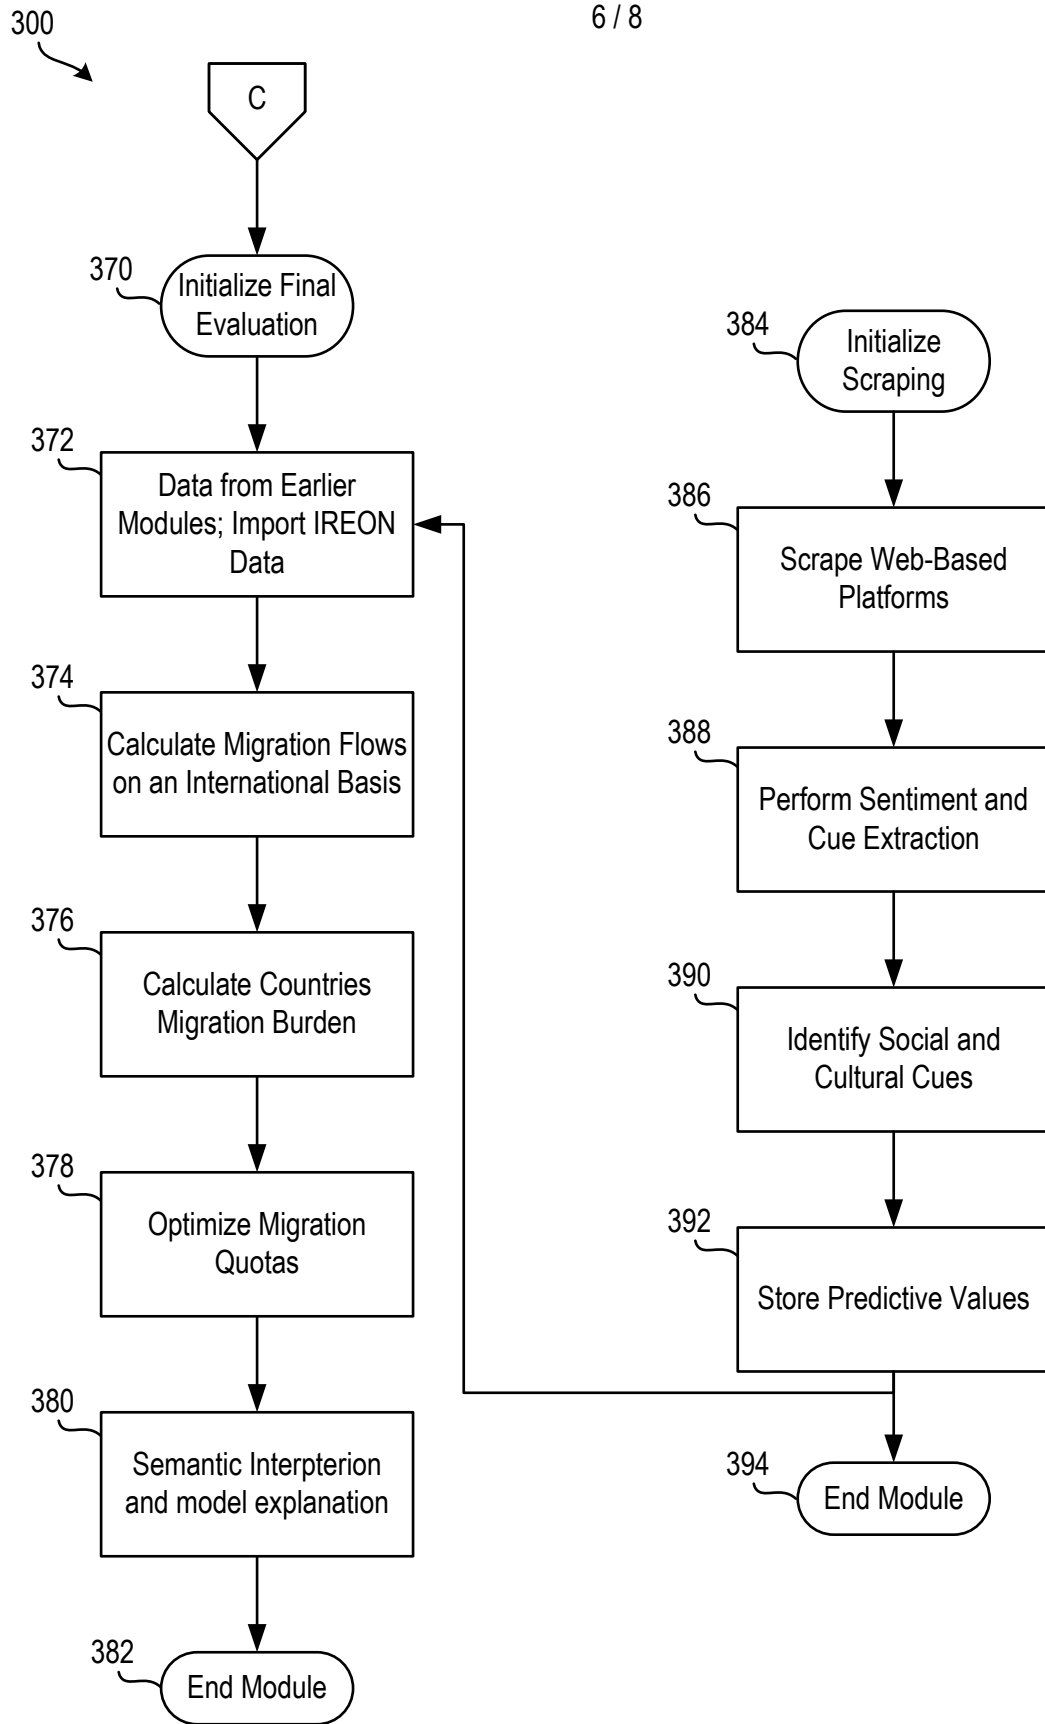 6 / 8
300
C
370
Initialize Final
Evaluation
372
Data from Earlier
Modules; Import IREON
Data
374
Calculate Migration Flows
on an International Basis
376
Calculate Countries
Migration Burden
378
Optimize Migration
Quotas
380
Semantic Interpterion
and model explanation
382
End Module
384
Initialize
Scraping
386
Scrape Web-Based
Platforms
388
Perform Sentiment and
Cue Extraction
390
Identify Social and
Cultural Cues
392
Store Predictive Values
394
End Module